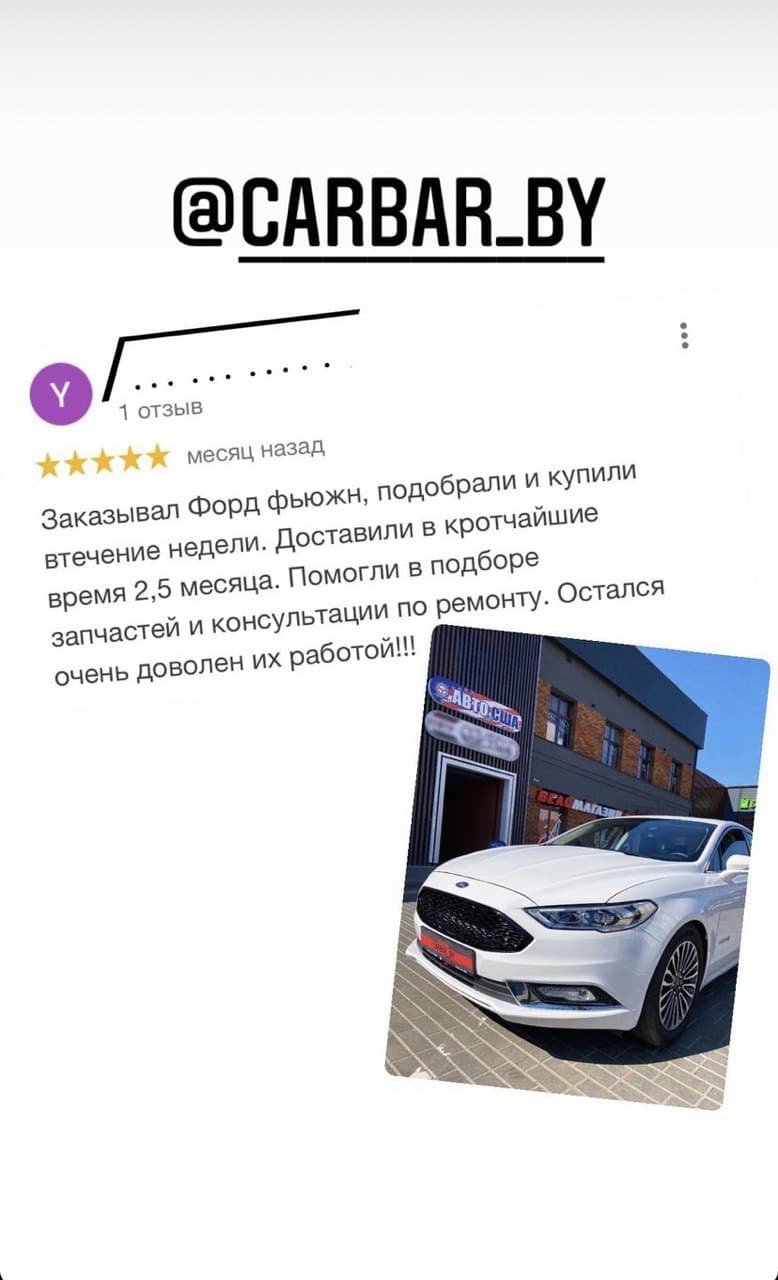 @CARBAR_BY
Y
1 отзыв
месяц назад
Заказывал Форд фьюжн, подобрали и купили
втечение недели. Доставили в кротчайшие
время 2,5 месяца. Помогли в подборе
запчастей и консультации по ремонту. Остался
очень доволен их работой!!!
АВТО США
ВЕЛОМАГАЗИН